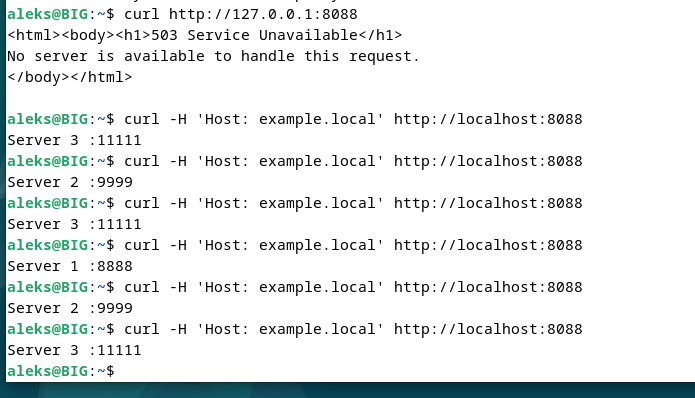 aleks@BIG:~$ curl http://127.0.0.1:8088
<html><body><h1>503 Service Unavailable</h1>
No server is available to handle this request.
</body></html>
aleks@BIG:~$ curl -H 'Host: example.local' http://localhost:8088
Server 3 :11111
aleks@BIG:~$ curl -H 'Host: example.local' http://localhost:8088
Server 2 :9999
aleks@BIG:~$ curl -H 'Host: example.local' http://localhost:8088
Server 3 :11111
aleks@BIG:~$ curl -H 'Host: example.local' http://localhost:8088
Server 1 :8888
aleks@BIG:~$ curl -H 'Host: example.local' http://localhost:8088
Server 2 :9999
aleks@BIG:~$ curl -H 'Host: example.local' http://localhost:8088
Server 3 :11111
aleks@BIG:~$